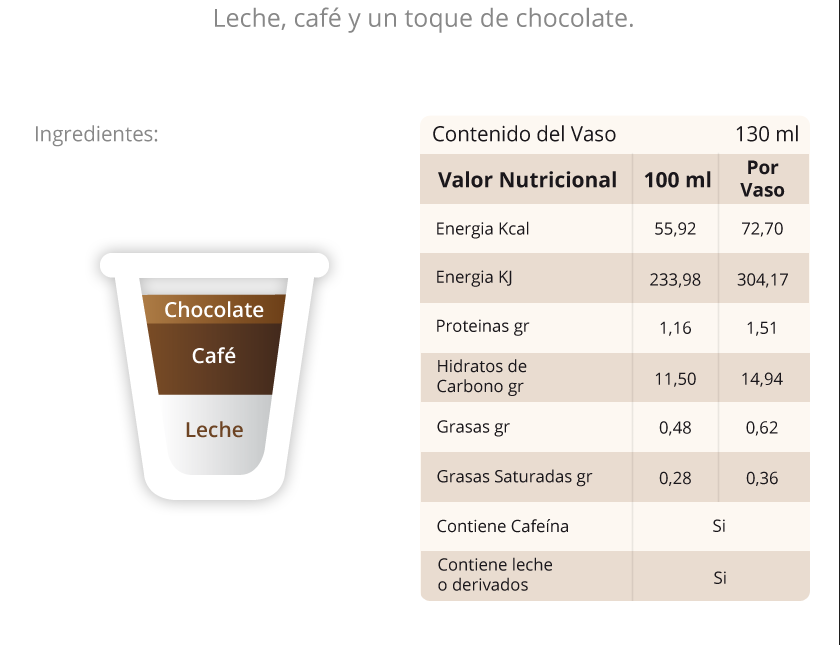 Leche, café y un toque de chocolate.
Ingredientes:
Chocolate
Café
Leche
Contenido del Vaso 130 ml
Valor Nutricional 100 ml Por Vaso
Energia Kcal 55,92 72,70
Energia KJ 233,98 304,17
Proteinas gr 1,16 1,51
Hidratos de
Carbono gr 11,50 14,94
Grasas gr 0,48 0,62
Grasas Saturadas gr 0,28 0,36
Contiene Cafeína Si
Contiene leche
o derivados Si